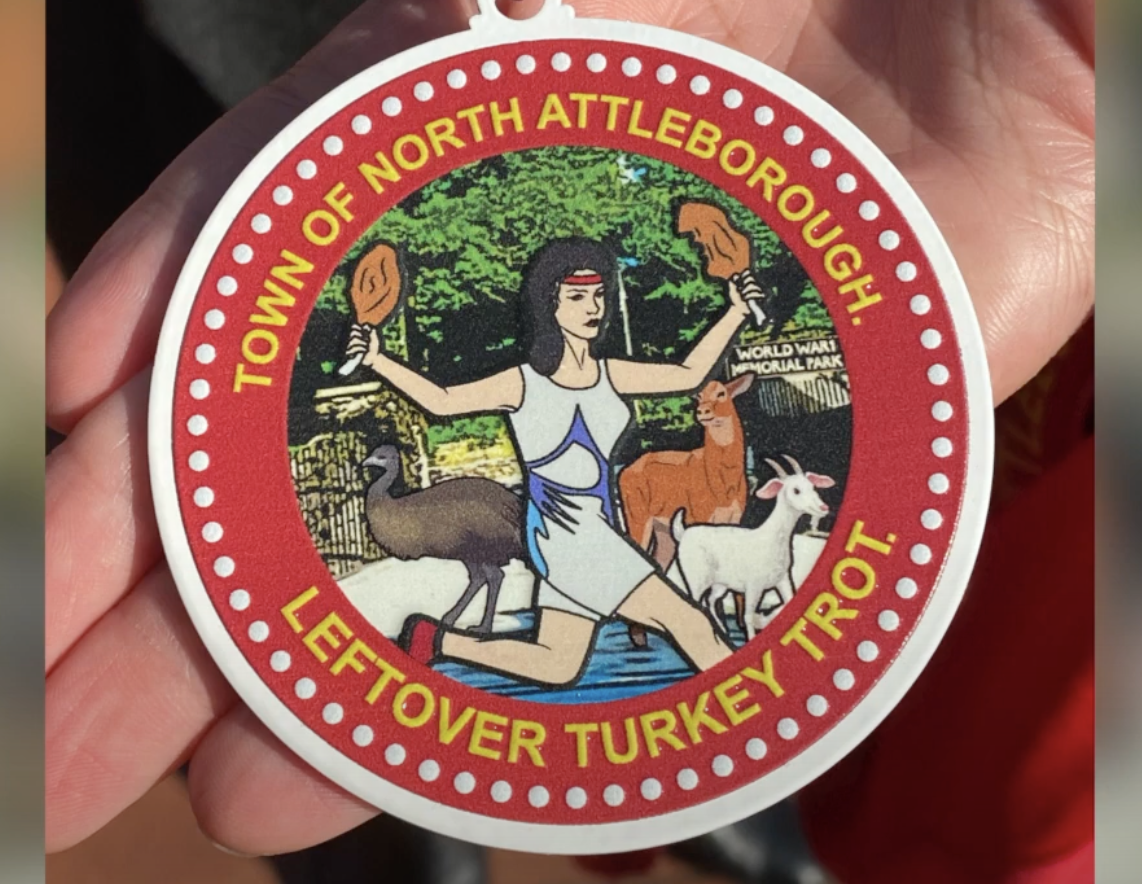 TOWN OF NORTH ATTLEBOROUGH.
WORLD WAR I
MEMORIAL PARK
LEFTOVER TURKEY TROT.